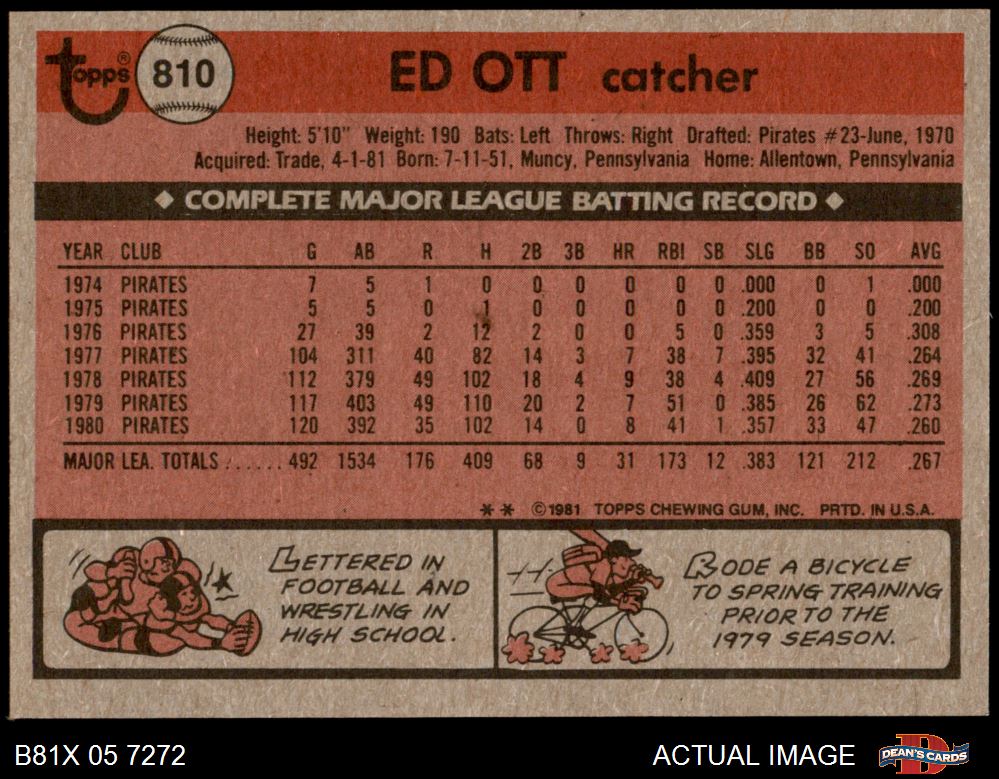 topps® 810 ED OTT catcher
Height: 5'10" Weight: 190 Bats: Left Throws: Right Drafted: Pirates #23-June, 1970
Acquired: Trade, 4-1-81 Born: 7-11-51, Muncy, Pennsylvania Home: Allentown, Pennsylvania
◆ COMPLETE MAJOR LEAGUE BATTING RECORD ◆
YEAR CLUB G AB R H 2B 3B HR RBI SB SLG BB SO AVG
1974 PIRATES 7 5 1 0 0 0 0 0 0 .000 0 1 .000
1975 PIRATES 5 5 0 1 0 0 0 0 0 .200 0 0 .200
1976 PIRATES 27 39 2 12 2 0 0 5 0 .359 3 5 .308
1977 PIRATES 104 311 40 82 14 3 7 38 7 .395 32 41 .264
1978 PIRATES 112 379 49 102 18 4 9 38 4 .409 27 56 .269
1979 PIRATES 117 403 49 110 20 2 7 51 0 .385 26 62 .273
1980 PIRATES 120 392 35 102 14 0 8 41 1 .357 33 47 .260
MAJOR LEA. TOTALS ...... 492 1534 176 409 68 9 31 173 12 .383 121 212 .267
** ©1981 TOPPS CHEWING GUM, INC. PRTD. IN U.S.A.
LETTERED IN
FOOTBALL AND
WRESTLING IN
HIGH SCHOOL.
RODE A BICYCLE
TO SPRING TRAINING
PRIOR TO THE
1979 SEASON.
B81X 05 7272 ACTUAL IMAGE DEAN'S CARDS